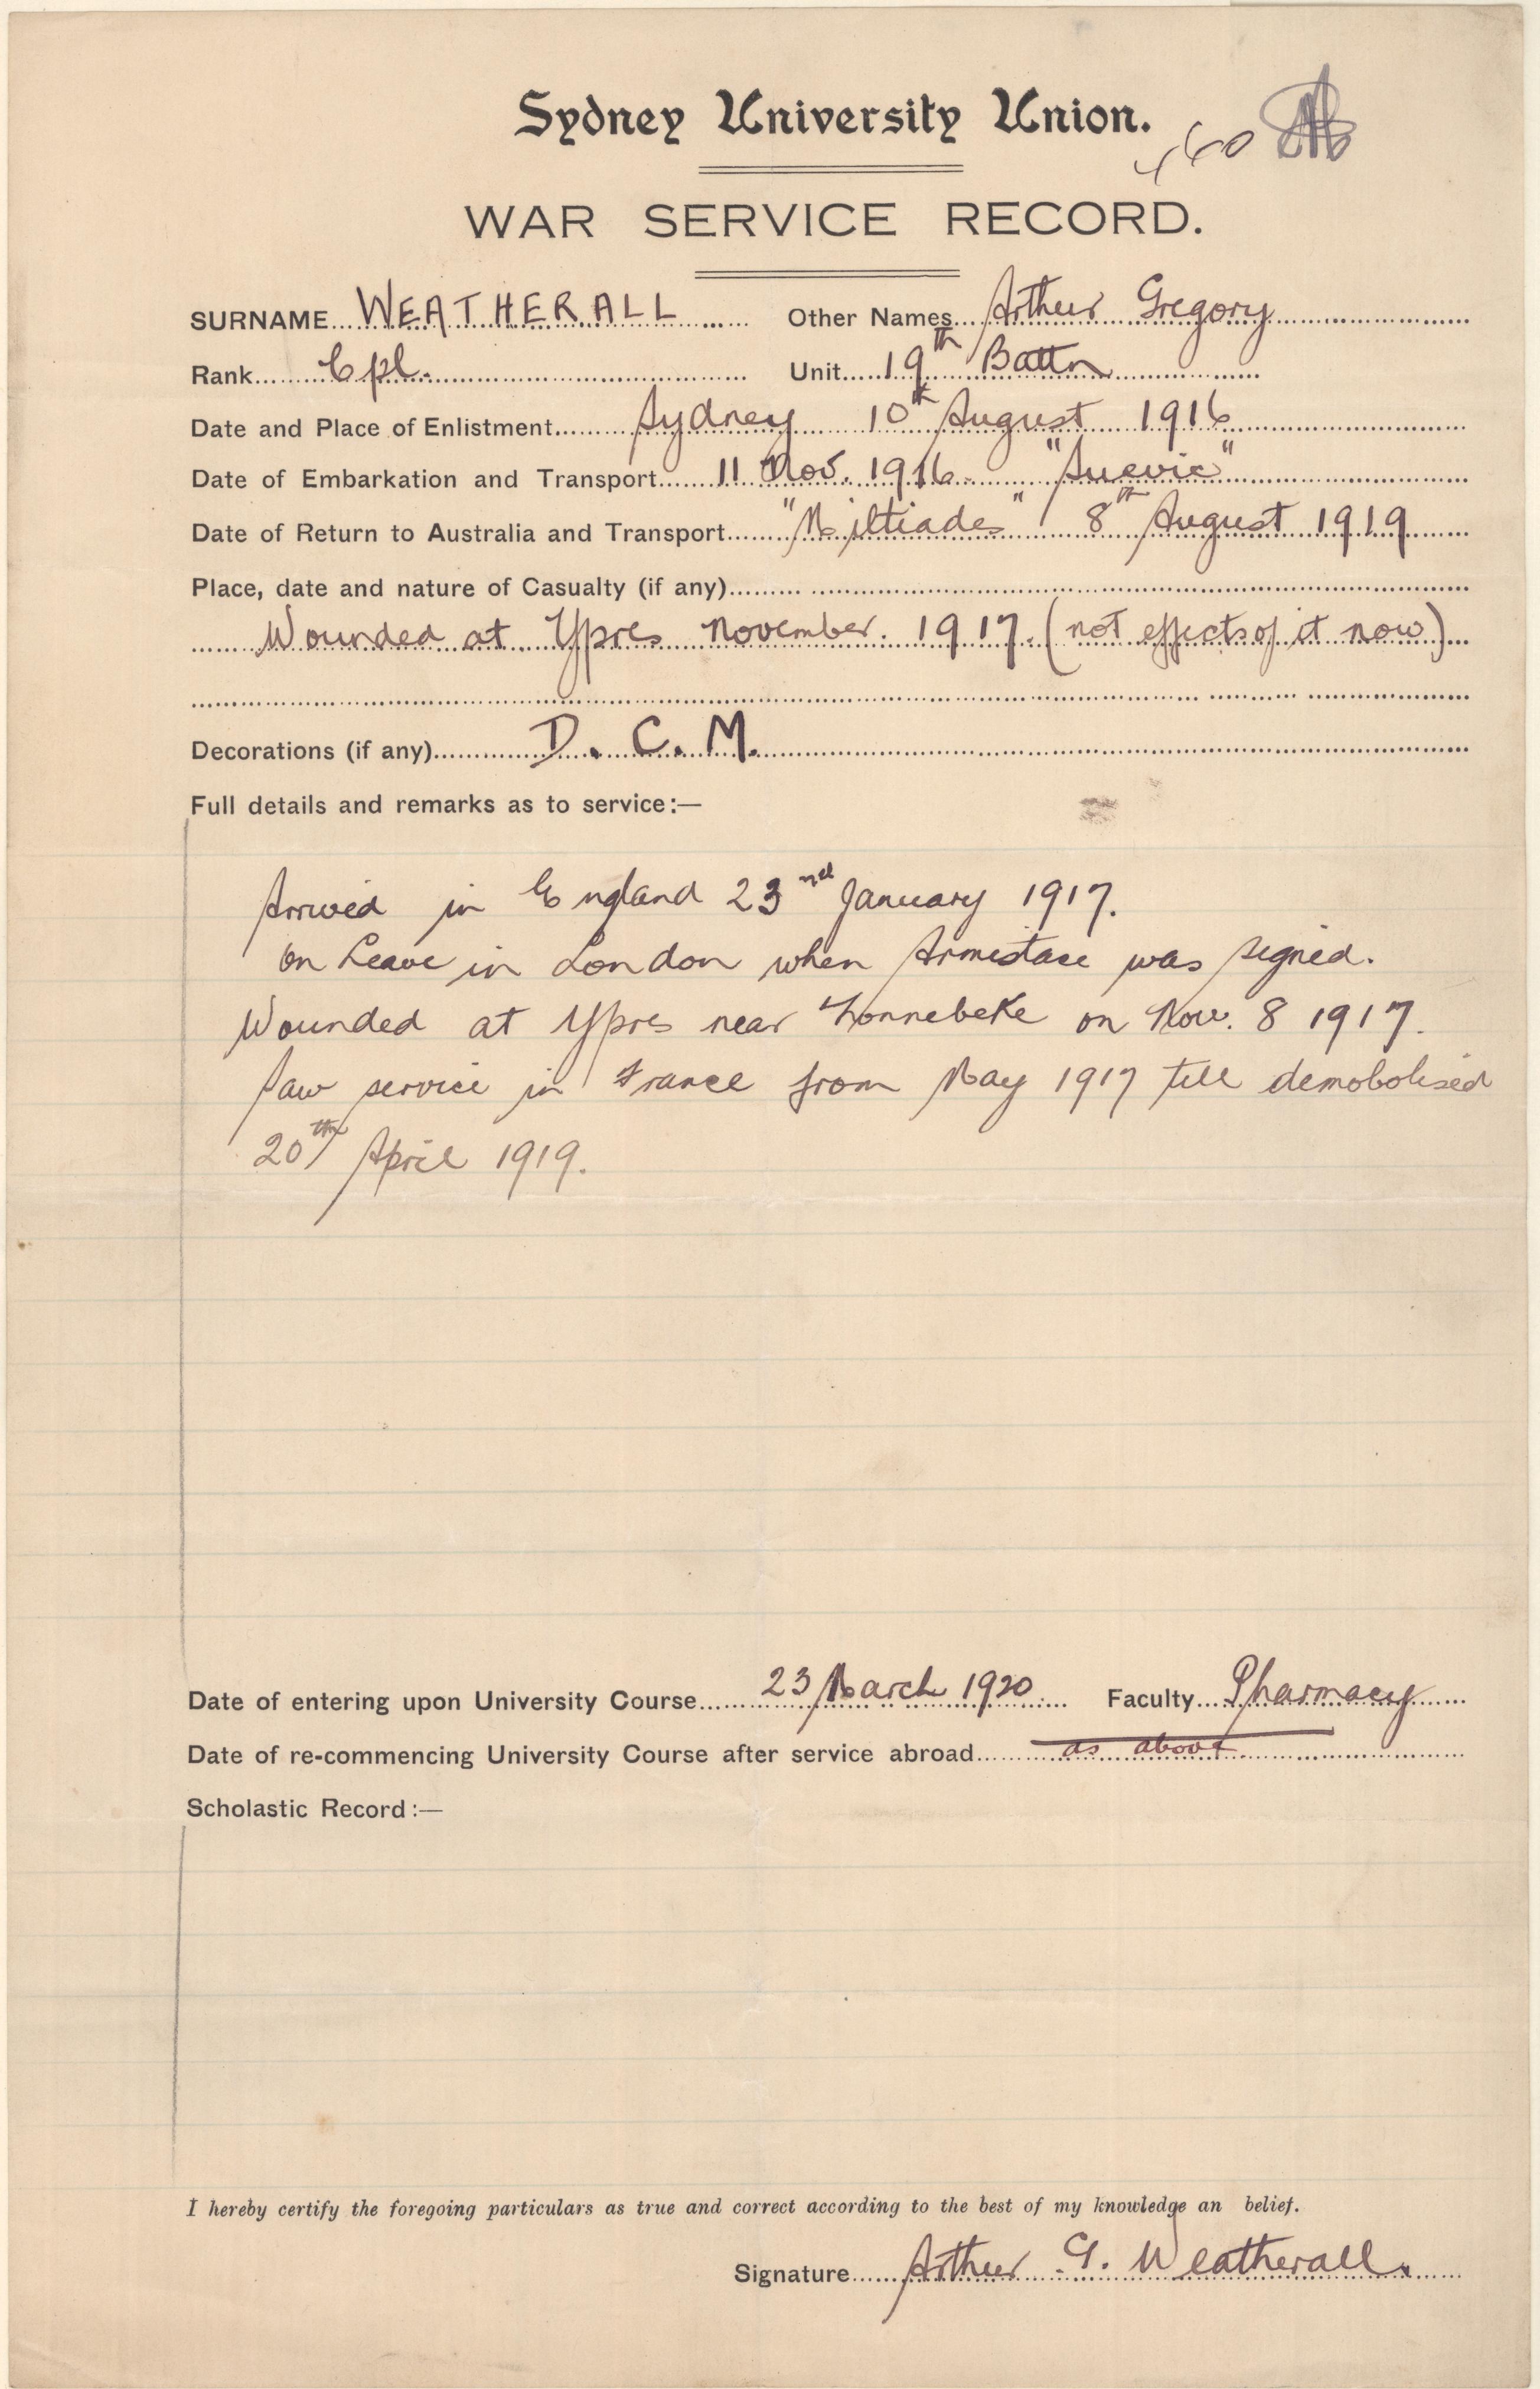 Sydney University Union.
WAR SERVICE RECORD.
SURNAME WEATHERALL Other Names Arthur Gregory
Rank Cpl. Unit 19th Battn
Date and Place of Enlistment Sydney 10th August 1916
Date of Embarkation and Transport 11 Nov. 1916. "Suevic"
Date of Return to Australia and Transport "Miltiades" 8th August 1919
Place, date and nature of Casualty (if any)
Wounded at Ypres November. 1917. (not effects of it now)
Decorations (if any) D. C. M.
Full details and remarks as to service:—
Arrived in England 23nd January 1917.
On Leave in London when Armistace was signed.
Wounded at Ypres near Zonnebeke on Nov. 8 1917.
Saw service in France from May 1917 till demobolised
20th April 1919.
Date of entering upon University Course 23 March 1920 Faculty Pharmacy
Date of re-commencing University Course after service abroad as above
Scholastic Record:—
I hereby certify the foregoing particulars as true and correct according to the best of my knowledge an belief.
Signature Arthur G. Weatherall.